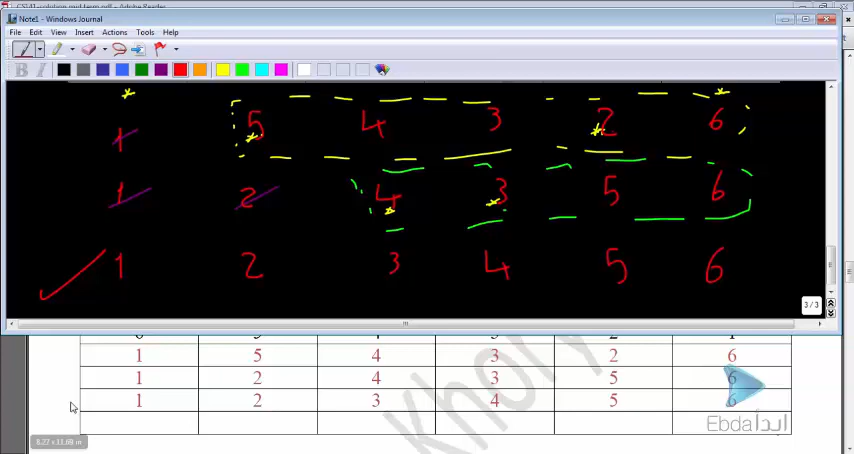 CS141-solution mid term.pdf - Adobe Reader
Note1 - Windows Journal
File Edit View Insert Actions Tools Help
B I
1 5 4 3 2 6
1 2 4 3 5 6
1 2 3 4 5 6
3/3
1 5 4 3 2 6
1 2 4 3 5 6
1 2 3 4 5 6
Khory
Ebda ابدأ
8.27 x 11.69 in